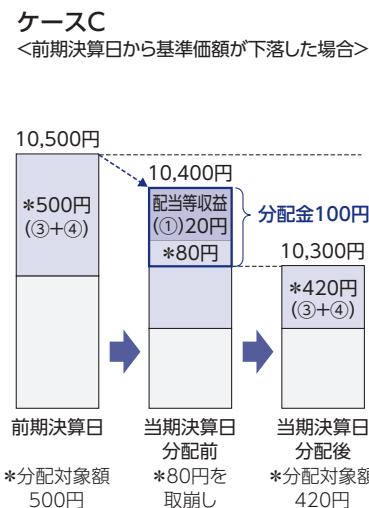 ケースC
<前期決算日から基準価額が下落した場合>
10,500円
10,400円
*500円
(③+④)
配当等収益
(①)20円
*80円
分配金100円
10,300円
*420円
(③+④)
前期決算日
当期決算日
分配前
当期決算日
分配後
*分配対象額
500円
*80円を
取崩し
*分配対象額
420円